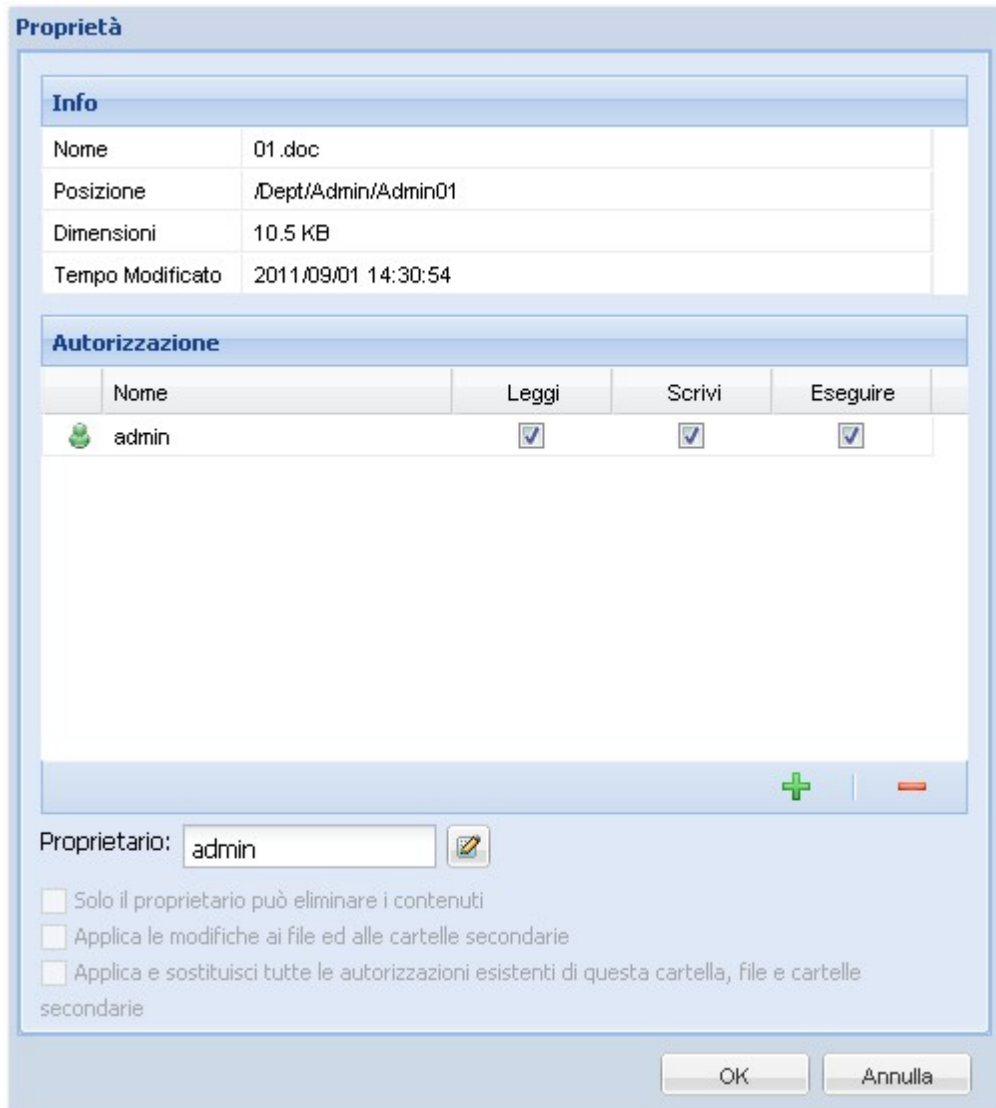 Proprietà
Info
Nome 01.doc
Posizione /Dept/Admin/Admin01
Dimensioni 10.5 KB
Tempo Modificato 2011/09/01 14:30:54
Autorizzazione
Nome Leggi Scrivi Eseguire
admin
Proprietario: admin
Solo il proprietario può eliminare i contenuti
Applica le modifiche ai file ed alle cartelle secondarie
Applica e sostituisci tutte le autorizzazioni esistenti di questa cartella, file e cartelle
secondarie
OK Annulla